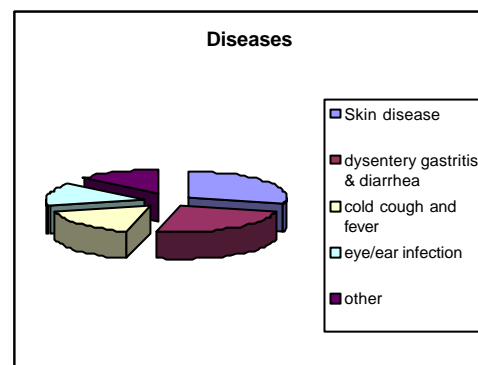 Diseases
Skin disease
dysentery gastritis
& diarrhea
cold cough and
fever
eye/ear infection
other